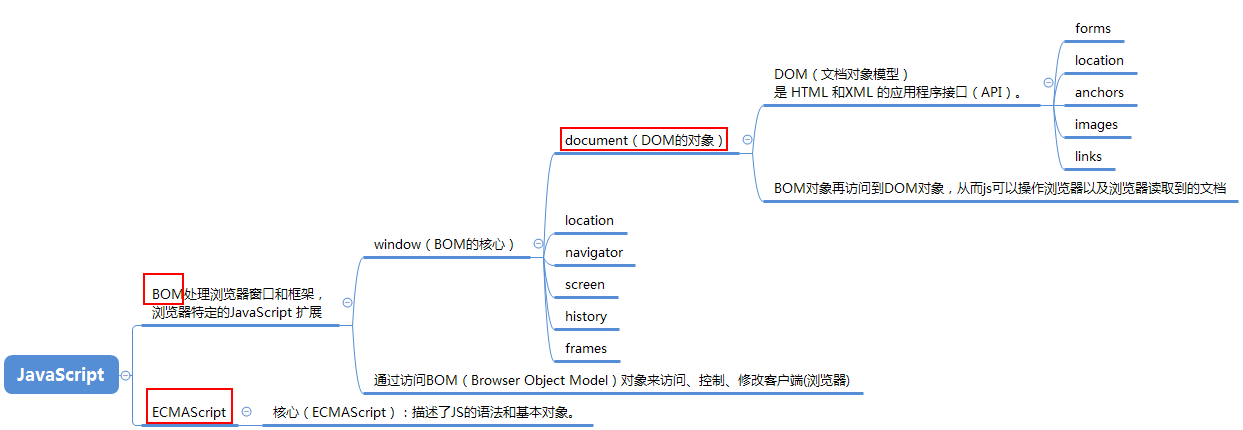 forms
DOM（文档对象模型）
是 HTML 和XML 的应用程序接口（API）。
location
anchors
images
links
document（DOM的对象）
BOM对象再访问到DOM对象，从而js可以操作浏览器以及浏览器读取到的文档
window（BOM的核心）
location
navigator
screen
history
frames
BOM处理浏览器窗口和框架，
浏览器特定的JavaScript 扩展
通过访问BOM（Browser Object Model）对象来访问、控制、修改客户端(浏览器)
JavaScript
ECMAScript
核心（ECMAScript）：描述了JS的语法和基本对象。